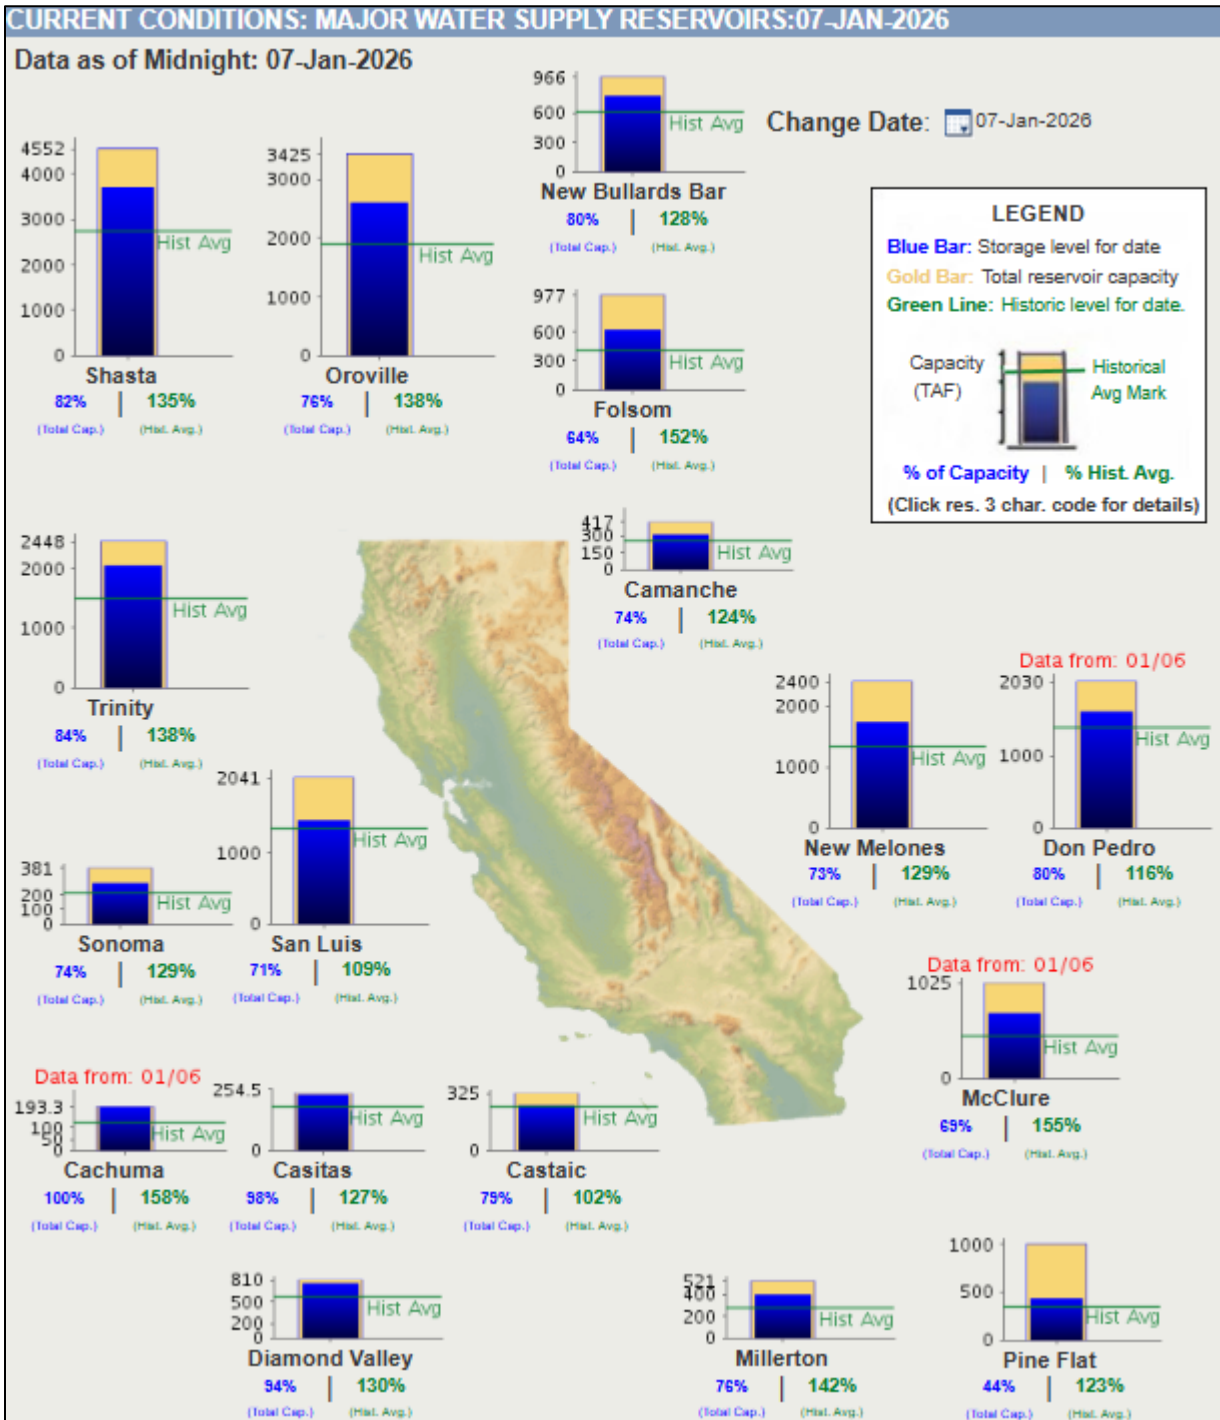 CURRENT CONDITIONS: MAJOR WATER SUPPLY RESERVOIRS:07-JAN-2026
Data as of Midnight: 07-Jan-2026
Change Date: 07-Jan-2026
4552
4000
3000
2000
1000
0
Hist Avg
Shasta
82% | 135%
(Total Cap.) (Hist. Avg.)
3425
3000
2000
1000
0
Hist Avg
Oroville
76% | 138%
(Total Cap.) (Hist. Avg.)
966
600
300
0
Hist Avg
New Bullards Bar
80% | 128%
(Total Cap.) (Hist. Avg.)
977
600
300
0
Hist Avg
Folsom
64% | 152%
(Total Cap.) (Hist. Avg.)
LEGEND
Blue Bar: Storage level for date
Gold Bar: Total reservoir capacity
Green Line: Historic level for date.
Capacity
(TAF)
Historical
Avg Mark
% of Capacity | % Hist. Avg.
(Click res. 3 char. code for details)
417
300
150
0
Hist Avg
Camanche
74% | 124%
(Total Cap.) (Hist. Avg.)
2448
2000
1000
0
Hist Avg
Trinity
84% | 138%
(Total Cap.) (Hist. Avg.)
2400
2000
1000
0
Hist Avg
New Melones
73% | 129%
(Total Cap.) (Hist. Avg.)
Data from: 01/06
2030
1000
0
Hist Avg
Don Pedro
80% | 116%
(Total Cap.) (Hist. Avg.)
381
200
100
0
Hist Avg
Sonoma
74% | 129%
(Total Cap.) (Hist. Avg.)
2041
1000
0
Hist Avg
San Luis
71% | 109%
(Total Cap.) (Hist. Avg.)
Data from: 01/06
1025
0
Hist Avg
McClure
69% | 155%
(Total Cap.) (Hist. Avg.)
Data from: 01/06
193.3
100
50
0
Hist Avg
Cachuma
100% | 158%
(Total Cap.) (Hist. Avg.)
254.5
0
Hist Avg
Casitas
98% | 127%
(Total Cap.) (Hist. Avg.)
325
0
Hist Avg
Castaic
79% | 102%
(Total Cap.) (Hist. Avg.)
810
500
200
0
Hist Avg
Diamond Valley
94% | 130%
(Total Cap.) (Hist. Avg.)
521
400
200
0
Hist Avg
Millerton
76% | 142%
(Total Cap.) (Hist. Avg.)
1000
500
0
Hist Avg
Pine Flat
44% | 123%
(Total Cap.) (Hist. Avg.)